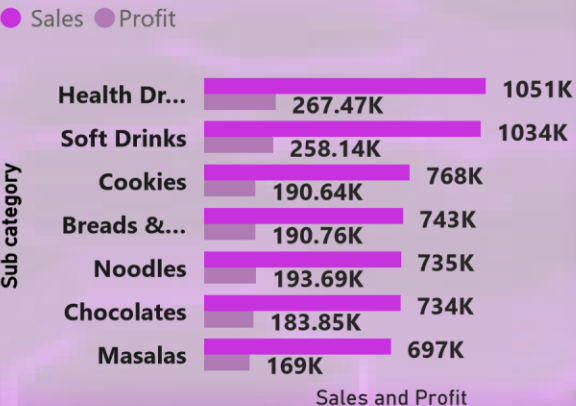 Sales Profit
Health Dr... 1051K
267.47K
Soft Drinks 1034K
258.14K
Cookies 768K
190.64K
Breads &... 743K
190.76K
Noodles 735K
193.69K
Chocolates 734K
183.85K
Masalas 697K
169K
Sub category
Sales and Profit